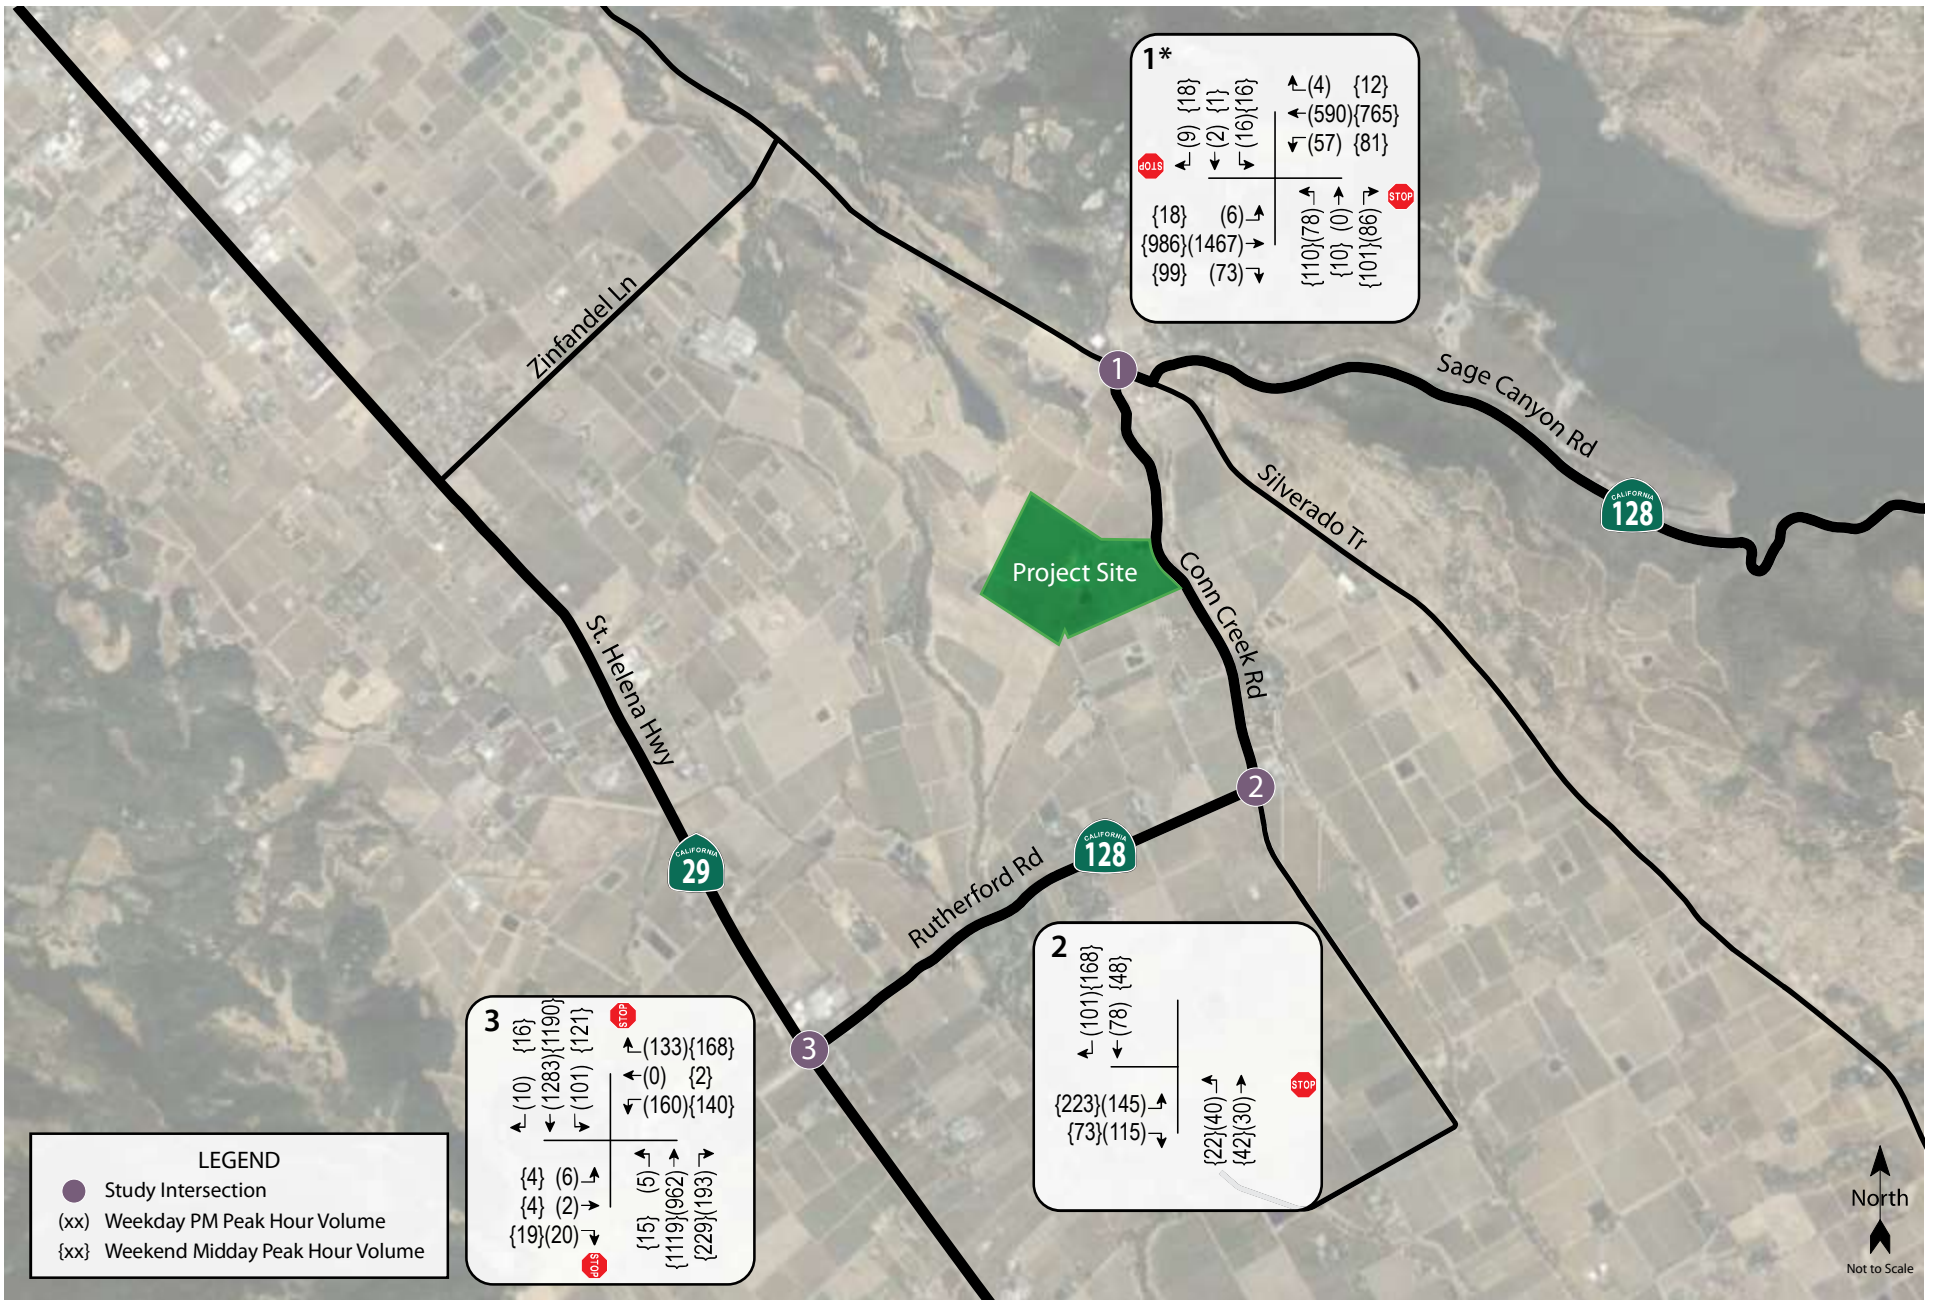 1*
(9) {18}
(2) {1}
(16){16}
(4) {12}
(590){765}
(57) {81}
STOP
STOP
{18} (6)
{986}(1467)
{99} (73)
{110}(78)
{10} (0)
{101}(86)
1
Zinfandel Ln
Sage Canyon Rd
CALIFORNIA
128
Silverado Tr
Project Site
Conn Creek Rd
St. Helena Hwy
2
CALIFORNIA
29
CALIFORNIA
128
Rutherford Rd
3
2
(101){168}
(78) {48}
{223}(145)
{73}(115)
{22}(40)
{42}(30)
STOP
3
(10) {16}
(1283){1190}
(101) {121}
STOP
(133){168}
(0) {2}
(160){140}
{4} (6)
{4} (2)
{19}(20)
STOP
{15} (5)
{1119}(962)
{229}(193)
LEGEND
Study Intersection
(xx) Weekday PM Peak Hour Volume
{xx} Weekend Midday Peak Hour Volume
North
Not to Scale